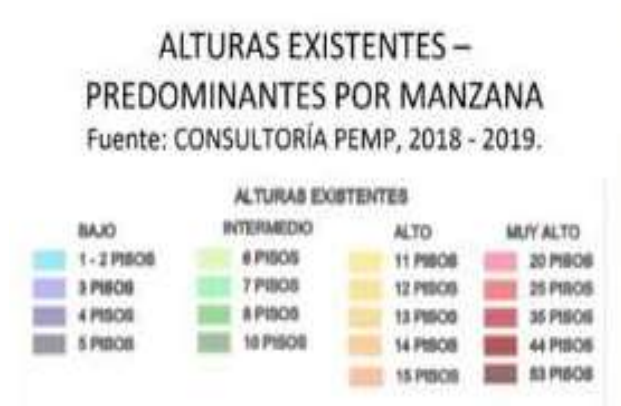 ALTURAS EXISTENTES –
PREDOMINANTES POR MANZANA
Fuente: CONSULTORÍA PEMP, 2018 - 2019.
ALTURAS EXISTENTES
BAJO
1 - 2 PISOS
3 PISOS
4 PISOS
5 PISOS
INTERMEDIO
6 PISOS
7 PISOS
8 PISOS
10 PISOS
ALTO
11 PISOS
12 PISOS
13 PISOS
14 PISOS
15 PISOS
MUY ALTO
20 PISOS
25 PISOS
35 PISOS
44 PISOS
53 PISOS